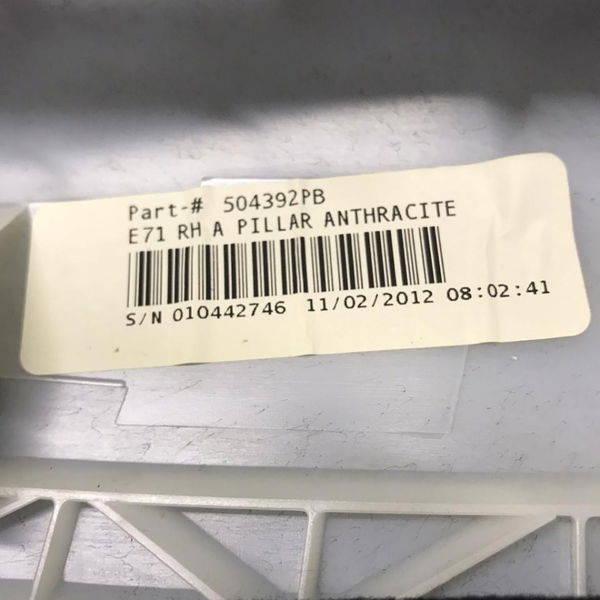 Part-# 504392PB
E71 RH A PILLAR ANTHRACITE
S/N 010442746 11/02/2012 08:02:41